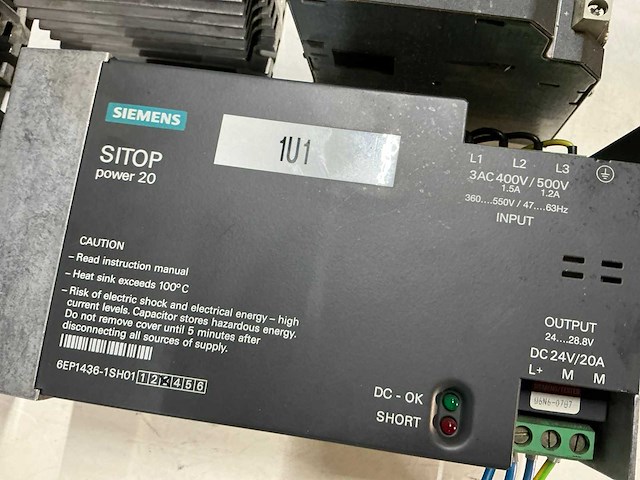 SIEMENS
SITOP
power 20
1U1
L1 L2 L3
3AC 400V/500V
1.5A 1.2A
360....550V / 47....63Hz
INPUT
CAUTION
– Read instruction manual
– Heat sink exceeds 100°C
– Risk of electric shock and electrical energy – high
current levels. Capacitor stores hazardous energy.
Do not remove cover until 5 minutes after
disconnecting all sources of supply.
6EP1436-1SH01 1 2 3 4 5 6
OUTPUT
24....28.8V
DC 24V/20A
L+ M M
DC - OK
SHORT